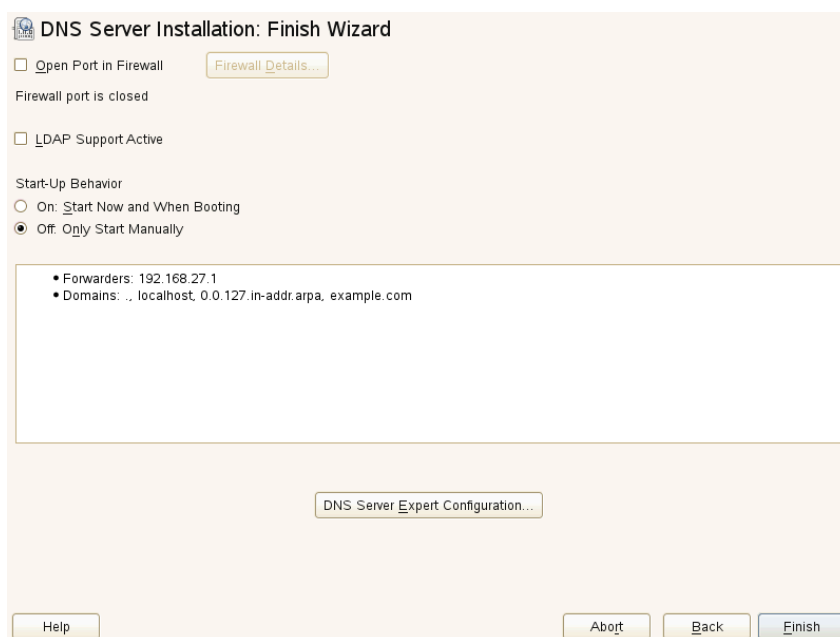 DNS Server Installation: Finish Wizard
Open Port in Firewall Firewall Details...
Firewall port is closed
LDAP Support Active
Start-Up Behavior
On: Start Now and When Booting
Off: Only Start Manually
• Forwarders: 192.168.27.1
• Domains: ., localhost, 0.0.127.in-addr.arpa, example.com
DNS Server Expert Configuration...
Help Abort Back Finish